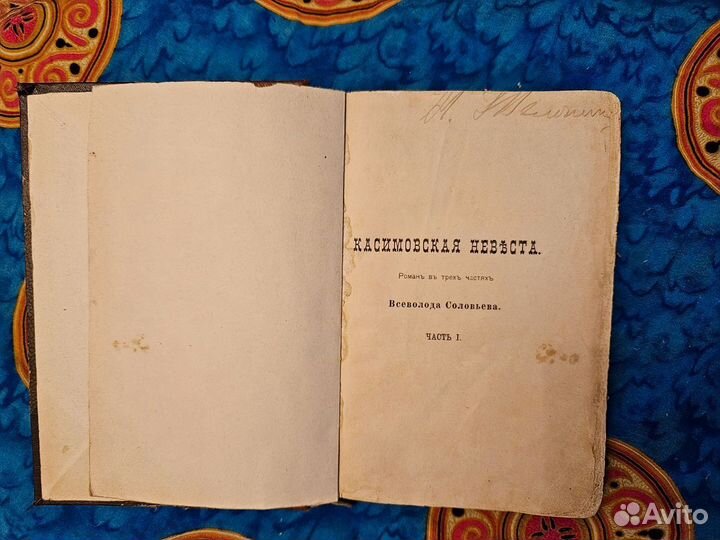 КАСИМОВСКАЯ НЕВѢСТА.
Романъ въ трехъ частяхъ
Всеволода Соловьева.
ЧАСТЬ I.
Avito